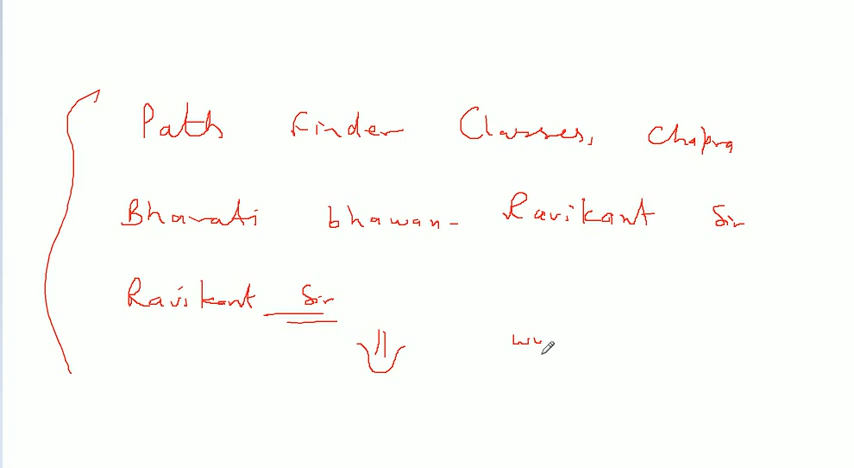 Path Finder Classes, Chapra
Bharati bhawan - Ravikant Sir
Ravikant Sir